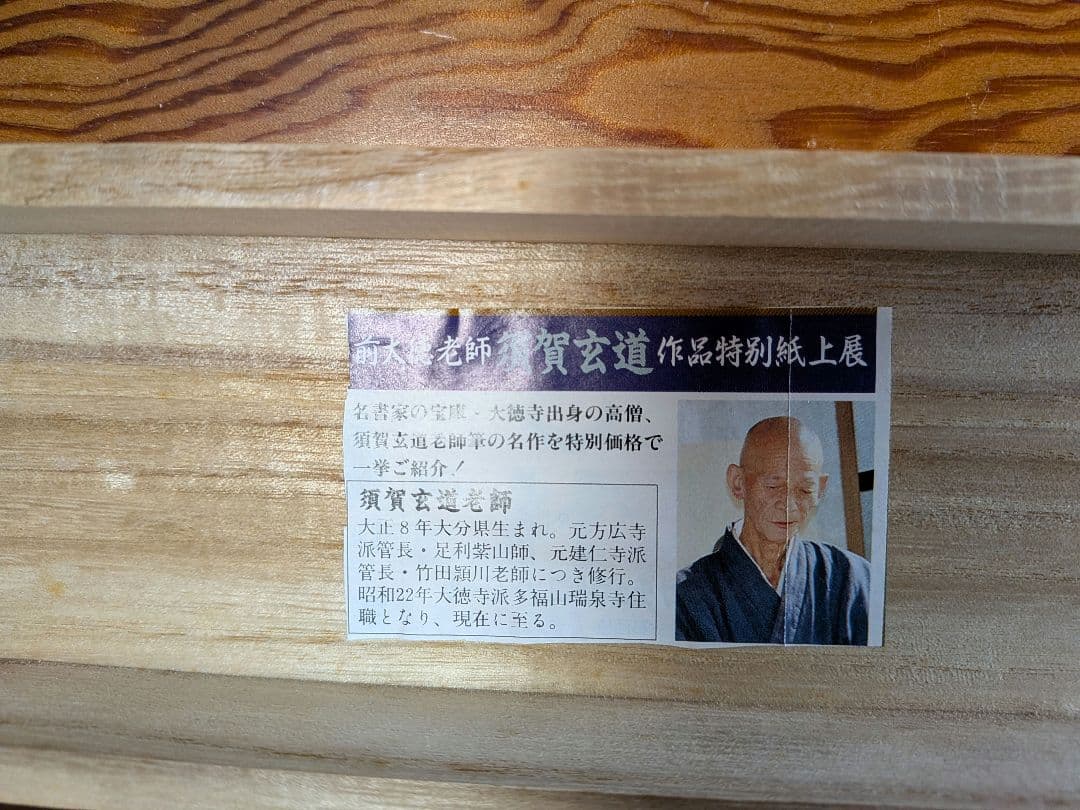 前大徳老師須賀玄道作品特別紙上展
名書家の宝庫・大徳寺出身の高僧、
須賀玄道老師筆の名作を特別価格で
一挙ご紹介!
須賀玄道老師
大正8年大分県生まれ。元方広寺
派管長・足利紫山師、元建仁寺派
管長・竹田頴川老師につき修行。
昭和22年大徳寺派多福山瑞泉寺住
職となり、現在に至る。